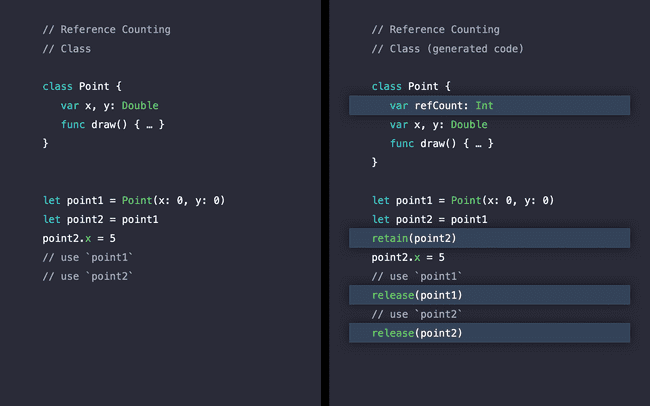 // Reference Counting
// Class
class Point {
var x, y: Double
func draw() { … }
}
let point1 = Point(x: 0, y: 0)
let point2 = point1
point2.x = 5
// use `point1`
// use `point2`
// Reference Counting
// Class (generated code)
class Point {
var refCount: Int
var x, y: Double
func draw() { … }
}
let point1 = Point(x: 0, y: 0)
let point2 = point1
retain(point2)
point2.x = 5
// use `point1`
release(point1)
// use `point2`
release(point2)